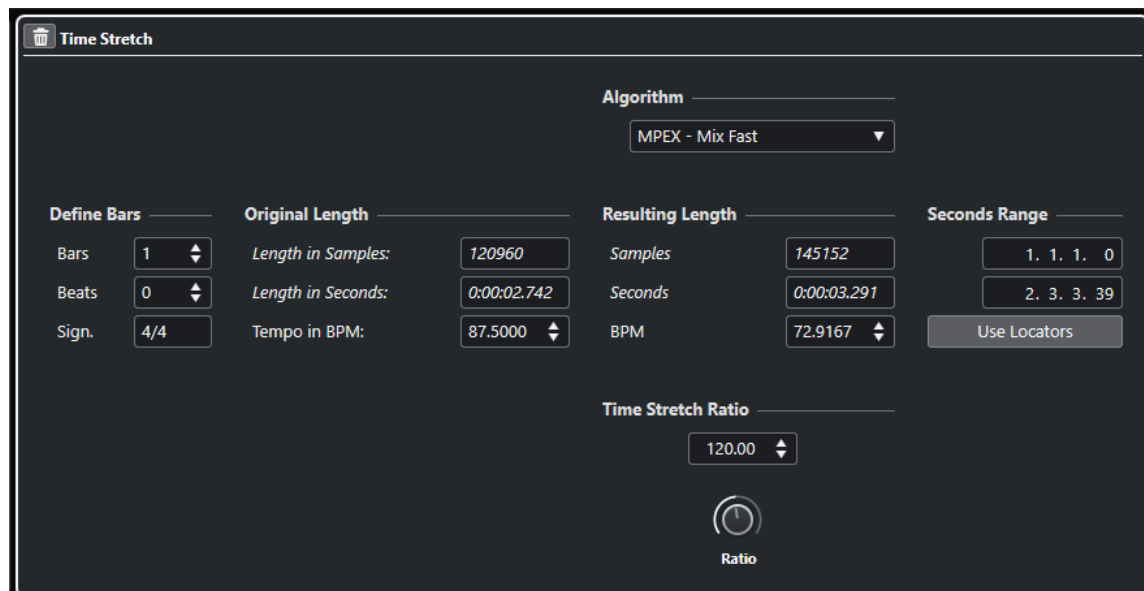 Time Stretch
Algorithm
MPEX - Mix Fast
Define Bars
Original Length
Resulting Length
Seconds Range
Bars 1 Length in Samples: 120960 Samples 145152 1. 1. 1. 0
Beats 0 Length in Seconds: 0:00:02.742 Seconds 0:00:03.291 2. 3. 3. 39
Sign. 4/4 Tempo in BPM: 87.5000 BPM 72.9167 Use Locators
Time Stretch Ratio
120.00
Ratio